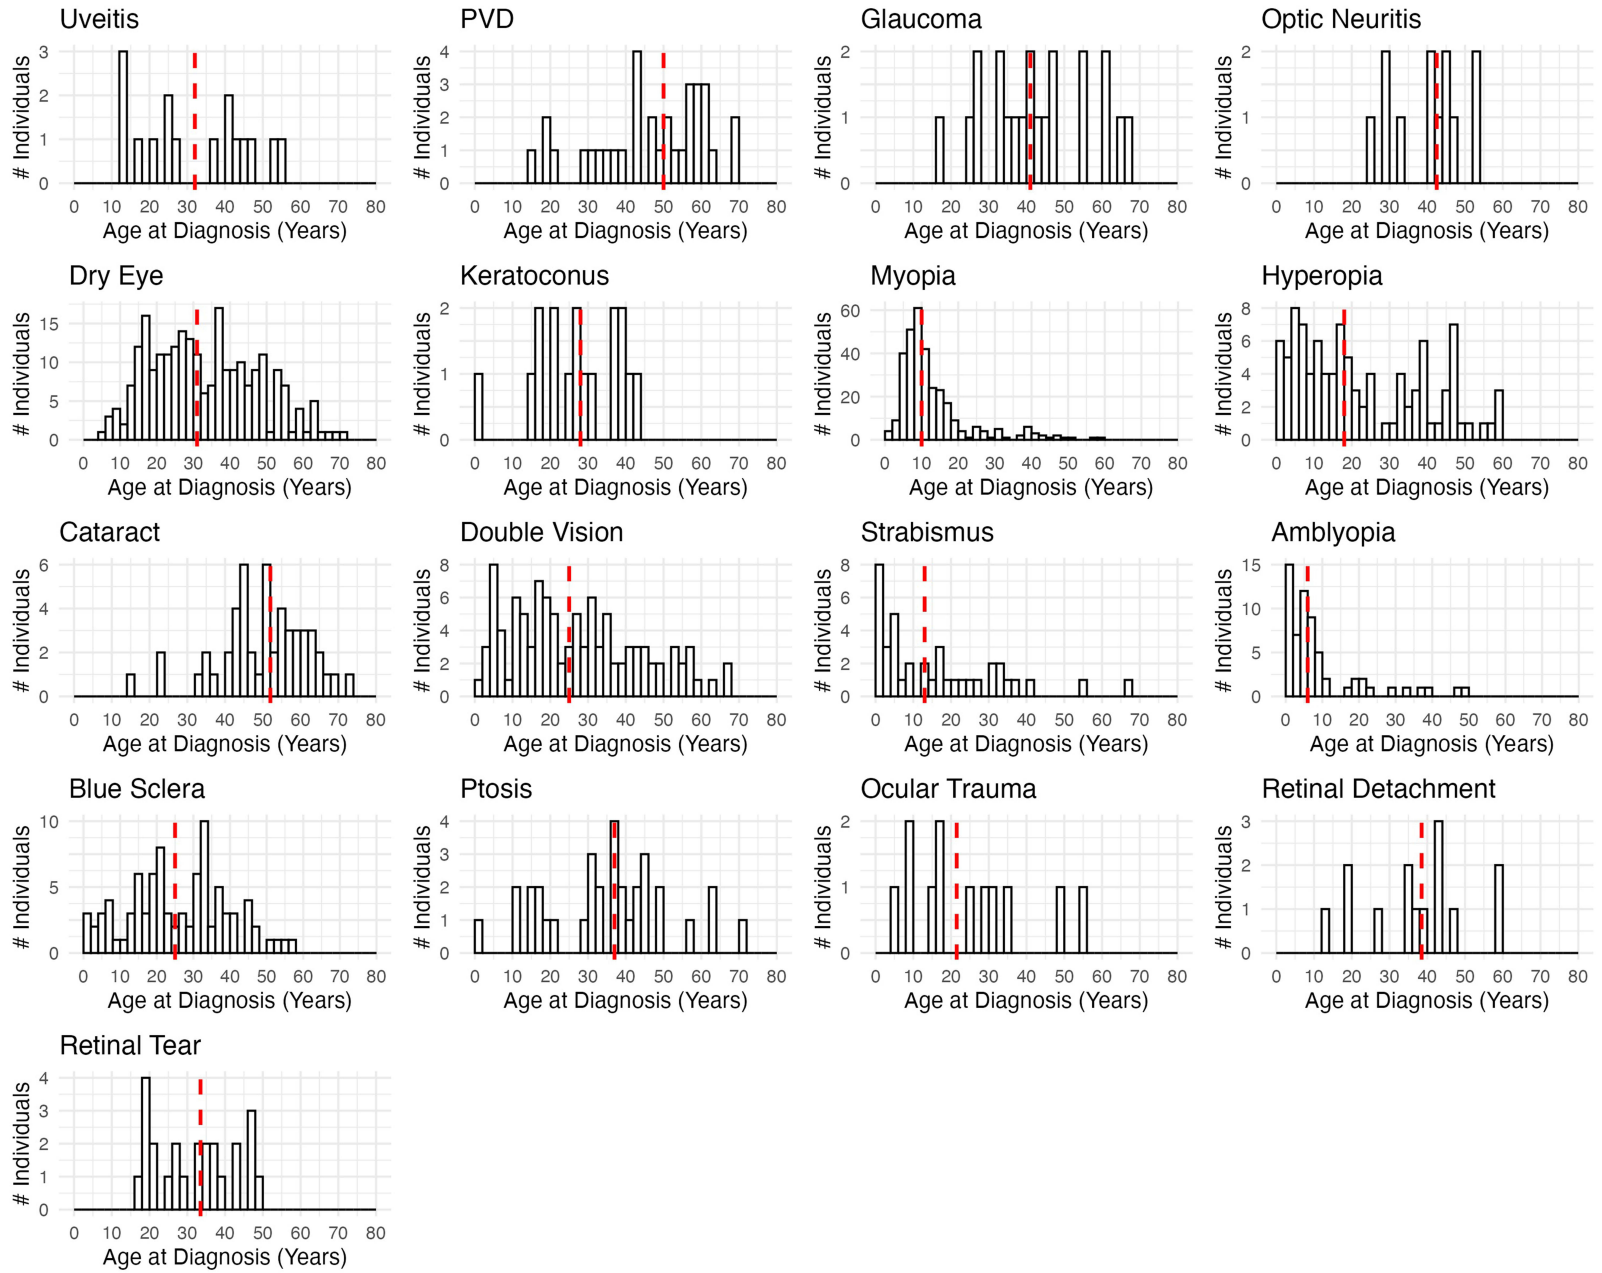 Uveitis
# Individuals
3
2
1
0
0 10 20 30 40 50 60 70 80
Age at Diagnosis (Years)
PVD
# Individuals
4
3
2
1
0
0 10 20 30 40 50 60 70 80
Age at Diagnosis (Years)
Glaucoma
# Individuals
2
1
0
0 10 20 30 40 50 60 70 80
Age at Diagnosis (Years)
Optic Neuritis
# Individuals
2
1
0
0 10 20 30 40 50 60 70 80
Age at Diagnosis (Years)
Dry Eye
# Individuals
15
10
5
0
0 10 20 30 40 50 60 70 80
Age at Diagnosis (Years)
Keratoconus
# Individuals
2
1
0
0 10 20 30 40 50 60 70 80
Age at Diagnosis (Years)
Myopia
# Individuals
60
40
20
0
0 10 20 30 40 50 60 70 80
Age at Diagnosis (Years)
Hyperopia
# Individuals
8
6
4
2
0
0 10 20 30 40 50 60 70 80
Age at Diagnosis (Years)
Cataract
# Individuals
6
4
2
0
0 10 20 30 40 50 60 70 80
Age at Diagnosis (Years)
Double Vision
# Individuals
8
6
4
2
0
0 10 20 30 40 50 60 70 80
Age at Diagnosis (Years)
Strabismus
# Individuals
8
6
4
2
0
0 10 20 30 40 50 60 70 80
Age at Diagnosis (Years)
Amblyopia
# Individuals
15
10
5
0
0 10 20 30 40 50 60 70 80
Age at Diagnosis (Years)
Blue Sclera
# Individuals
10
5
0
0 10 20 30 40 50 60 70 80
Age at Diagnosis (Years)
Ptosis
# Individuals
4
3
2
1
0
0 10 20 30 40 50 60 70 80
Age at Diagnosis (Years)
Ocular Trauma
# Individuals
2
1
0
0 10 20 30 40 50 60 70 80
Age at Diagnosis (Years)
Retinal Detachment
# Individuals
3
2
1
0
0 10 20 30 40 50 60 70 80
Age at Diagnosis (Years)
Retinal Tear
# Individuals
4
3
2
1
0
0 10 20 30 40 50 60 70 80
Age at Diagnosis (Years)